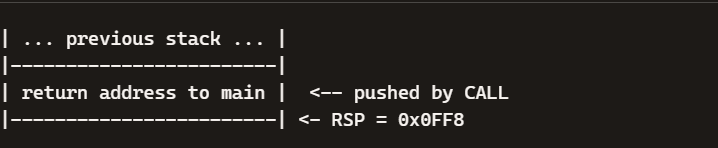 | ... previous stack ... |
|------------------------|
| return address to main |  <-- pushed by CALL
|------------------------| <- RSP = 0x0FF8